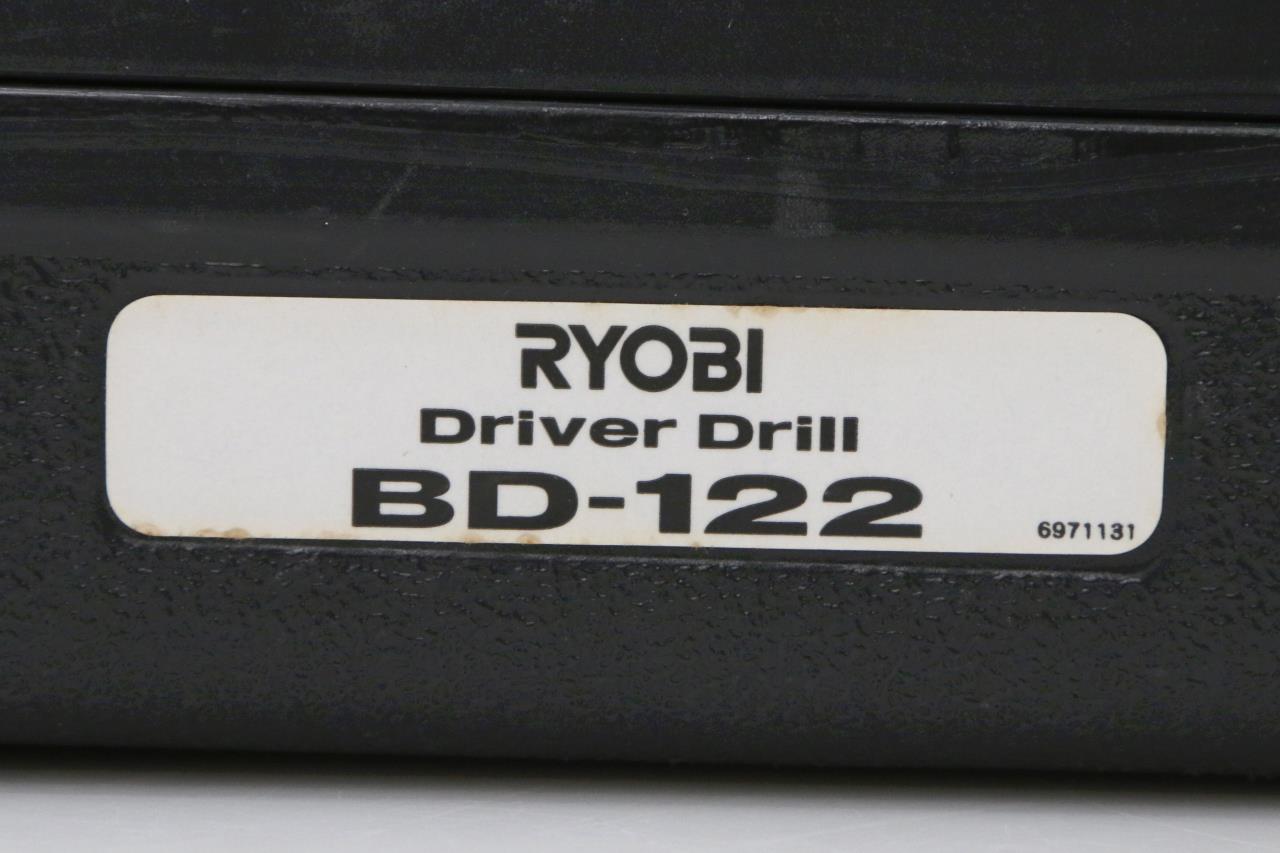 RYOBI
Driver Drill
BD-122
6971131